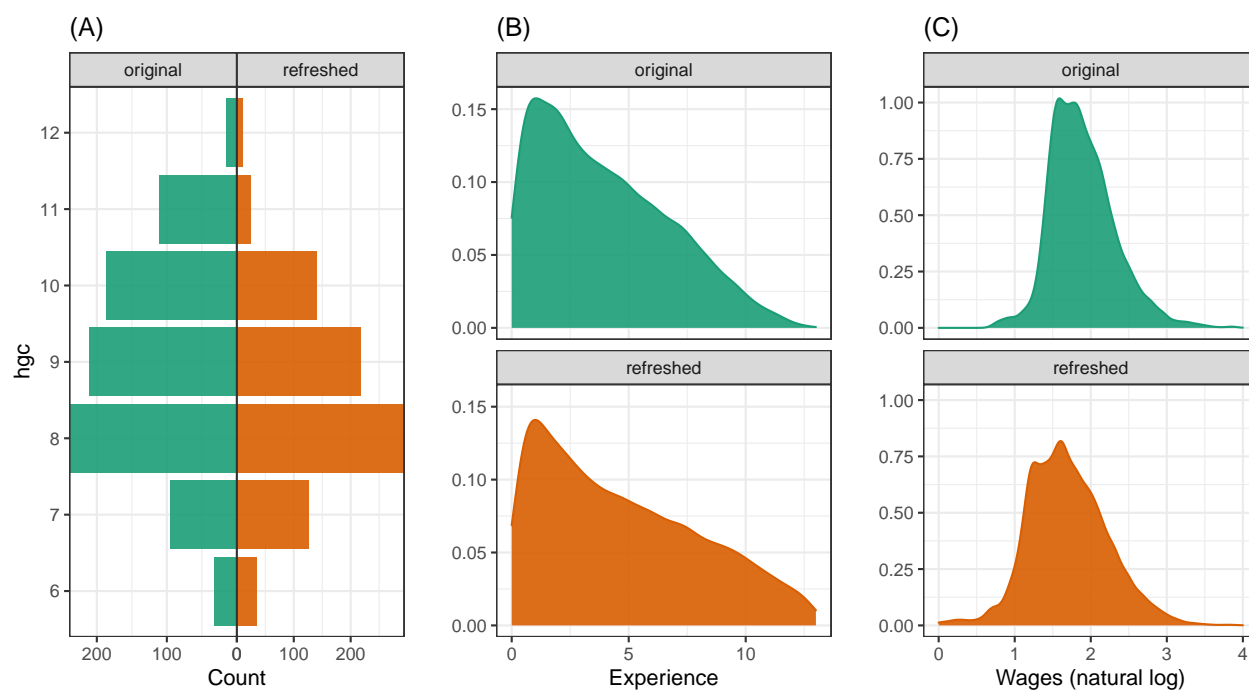 (A)
original refreshed
hgc
12
11
10
9
8
7
6
200 100 0 0 100 200
Count
(B)
original
0.15
0.10
0.05
0.00
refreshed
0.15
0.10
0.05
0.00
0 5 10
Experience
(C)
original
1.00
0.75
0.50
0.25
0.00
refreshed
1.00
0.75
0.50
0.25
0.00
0 1 2 3 4
Wages (natural log)